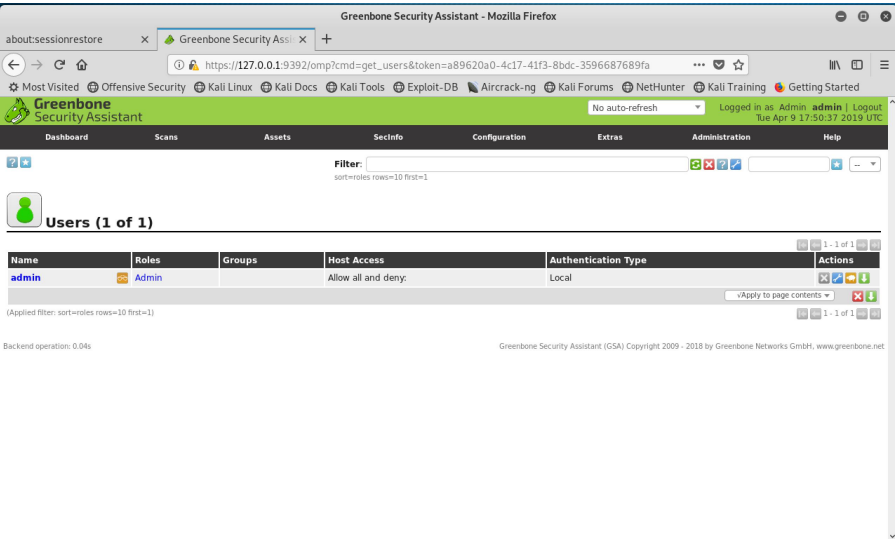 Greenbone Security Assistant - Mozilla Firefox
about:sessionrestore × Greenbone Security Assis × +
https://127.0.0.1:9392/omp?cmd=get_users&token=a89620a0-4c17-41f3-8bdc-3596687689fa
Most Visited Offensive Security Kali Linux Kali Docs Kali Tools Exploit-DB Aircrack-ng Kali Forums NetHunter Kali Training Getting Started
Greenbone
Security Assistant
No auto-refresh
Logged in as Admin admin | Logout
Tue Apr 9 17:50:37 2019 UTC
Dashboard Scans Assets SecInfo Configuration Extras Administration Help
Filter:
--
sort=roles rows=10 first=1
Users (1 of 1)
1 - 1 of 1
Name Roles Groups Host Access Authentication Type Actions
admin Admin Allow all and deny: Local
√Apply to page contents
(Applied filter: sort=roles rows=10 first=1) 1 - 1 of 1
Backend operation: 0.04s Greenbone Security Assistant (GSA) Copyright 2009 - 2018 by Greenbone Networks GmbH, www.greenbone.net